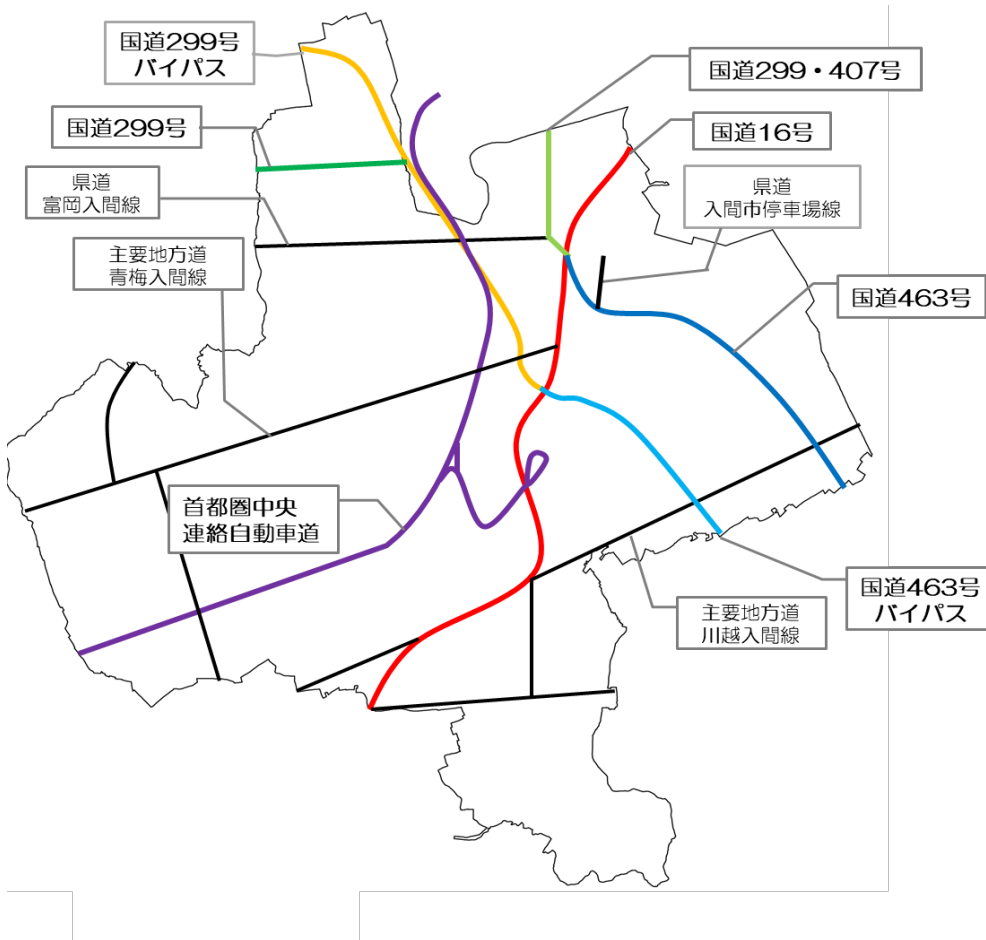 国道299号
バイパス
国道299・407号
国道299号
国道16号
県道
富岡入間線
県道
入間市停車場線
主要地方道
青梅入間線
国道463号
首都圏中央
連絡自動車道
国道463号
バイパス
主要地方道
川越入間線